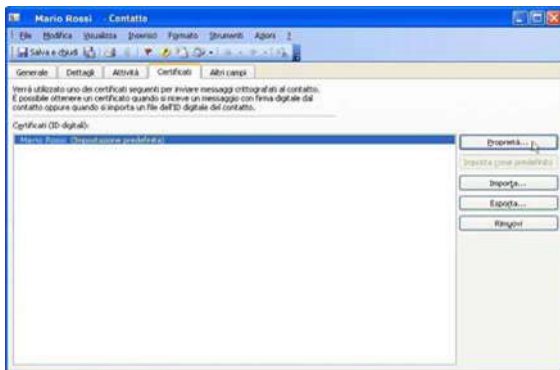 Mario Rossi - Contatto
File Modifica Visualizza Inserisci Formato Strumenti Azioni ?
Salva e chiudi
Generale Dettagli Attività Certificati Altri campi
Verrà utilizzato uno dei certificati seguenti per inviare messaggi crittografati al contatto.
È possibile ottenere un certificato quando si riceve un messaggio con firma digitale dal
contatto oppure quando si importa un file dell'ID digitale del contatto.
Certificati (ID digitali):
Mario Rossi (Impostazione predefinita)
Proprietà...
Imposta come predefinito
Importa...
Esporta...
Rimuovi